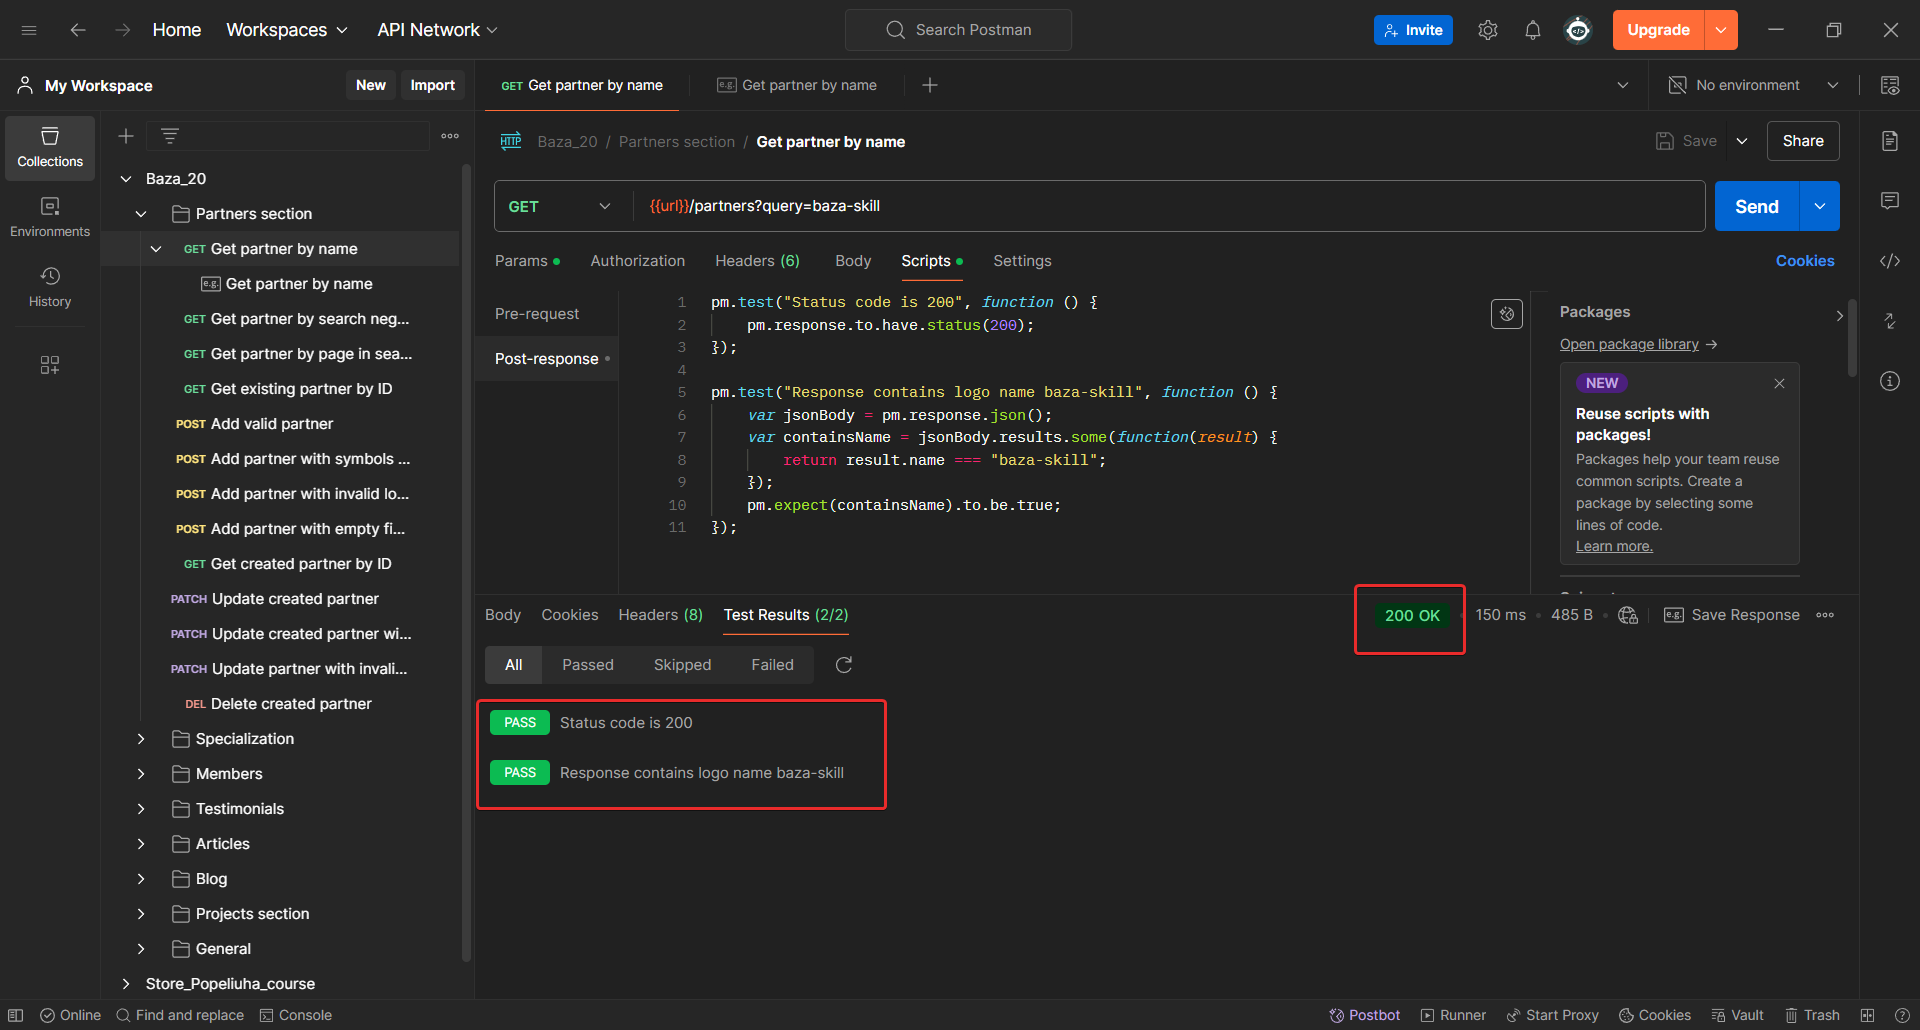 Home Workspaces API Network Search Postman Invite Upgrade
My Workspace New Import GET Get partner by name e.g. Get partner by name No environment
Collections
Environments
History
Baza_20
Partners section
GET Get partner by name
e.g. Get partner by name
GET Get partner by search neg...
GET Get partner by page in sea...
GET Get existing partner by ID
POST Add valid partner
POST Add partner with symbols ...
POST Add partner with invalid lo...
POST Add partner with empty fi...
GET Get created partner by ID
PATCH Update created partner
PATCH Update created partner wi...
PATCH Update partner with invali...
DEL Delete created partner
Specialization
Members
Testimonials
Articles
Blog
Projects section
General
Store_Popeliuha_course
HTTP Baza_20 / Partners section / Get partner by name Save Share
GET {{url}}/partners?query=baza-skill Send
Params Authorization Headers (6) Body Scripts Settings Cookies
Pre-request
Post-response
1 pm.test("Status code is 200", function () {
2 pm.response.to.have.status(200);
3 });
4
5 pm.test("Response contains logo name baza-skill", function () {
6 var jsonBody = pm.response.json();
7 var containsName = jsonBody.results.some(function(result) {
8 return result.name === "baza-skill";
9 });
10 pm.expect(containsName).to.be.true;
11 });
Packages
Open package library →
NEW
Reuse scripts with
packages!
Packages help your team reuse
common scripts. Create a
package by selecting some
lines of code.
Learn more.
Body Cookies Headers (8) Test Results (2/2) 200 OK 150 ms 485 B e.g. Save Response
All Passed Skipped Failed
PASS Status code is 200
PASS Response contains logo name baza-skill
Online Find and replace Console Postbot Runner Start Proxy Cookies Vault Trash